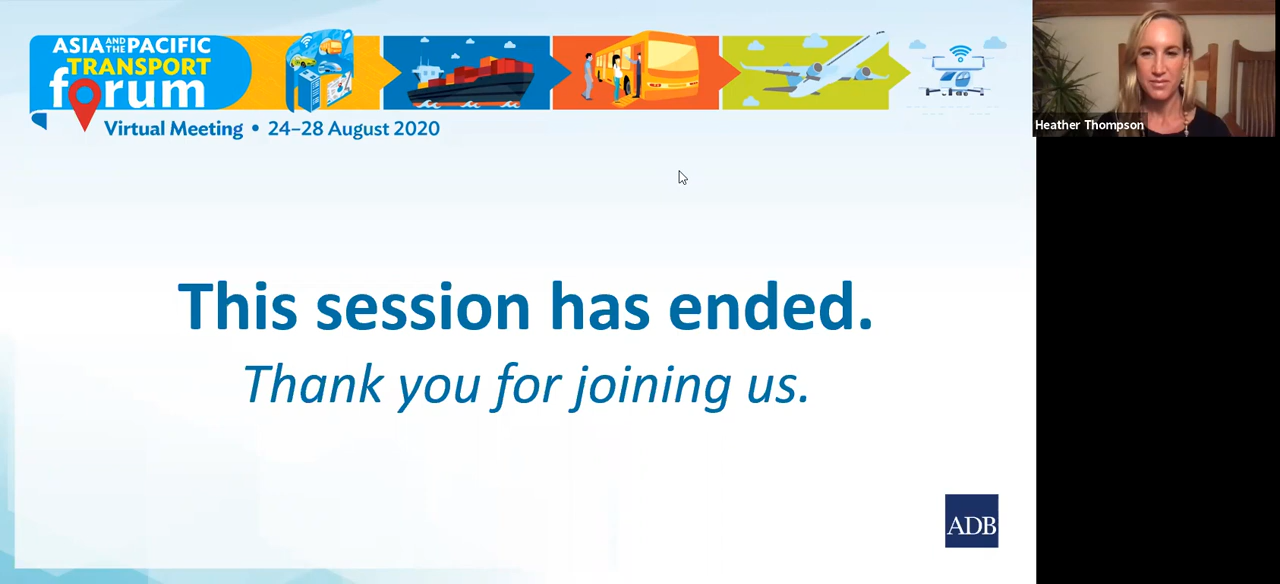 ASIA AND THE PACIFIC
TRANSPORT
forum
Virtual Meeting • 24–28 August 2020
Heather Thompson
This session has ended.
Thank you for joining us.
ADB